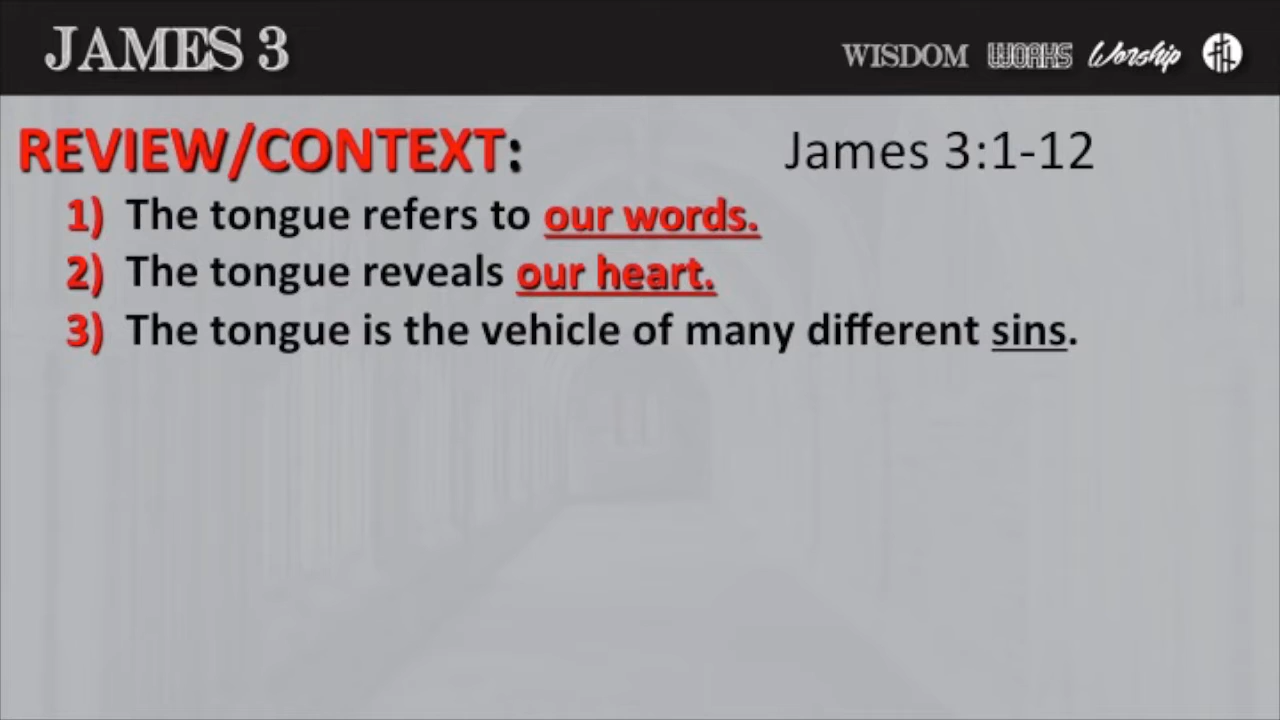 JAMES 3
WISDOM WORKS Worship
REVIEW/CONTEXT: James 3:1-12
1) The tongue refers to our words.
2) The tongue reveals our heart.
3) The tongue is the vehicle of many different sins.